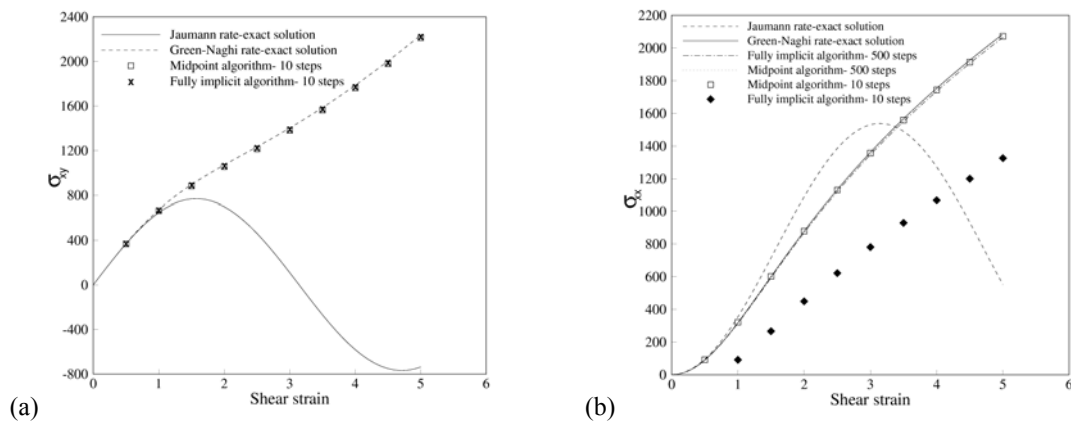 Jaumann rate-exact solution
Green-Naghi rate-exact solution
Midpoint algorithm- 10 steps
Fully implicit algorithm- 10 steps
2400
2000
1600
1200
800
400
0
-400
-800
σxy
0 1 2 3 4 5 6
Shear strain
(a)
Jaumann rate-exact solution
Green-Naghi rate-exact solution
Fully implicit algorithm- 500 steps
Midpoint algorithm- 500 steps
Midpoint algorithm- 10 steps
Fully implicit algorithm- 10 steps
2200
2000
1800
1600
1400
1200
1000
800
600
400
200
0
σxx
0 1 2 3 4 5 6
Shear strain
(b)